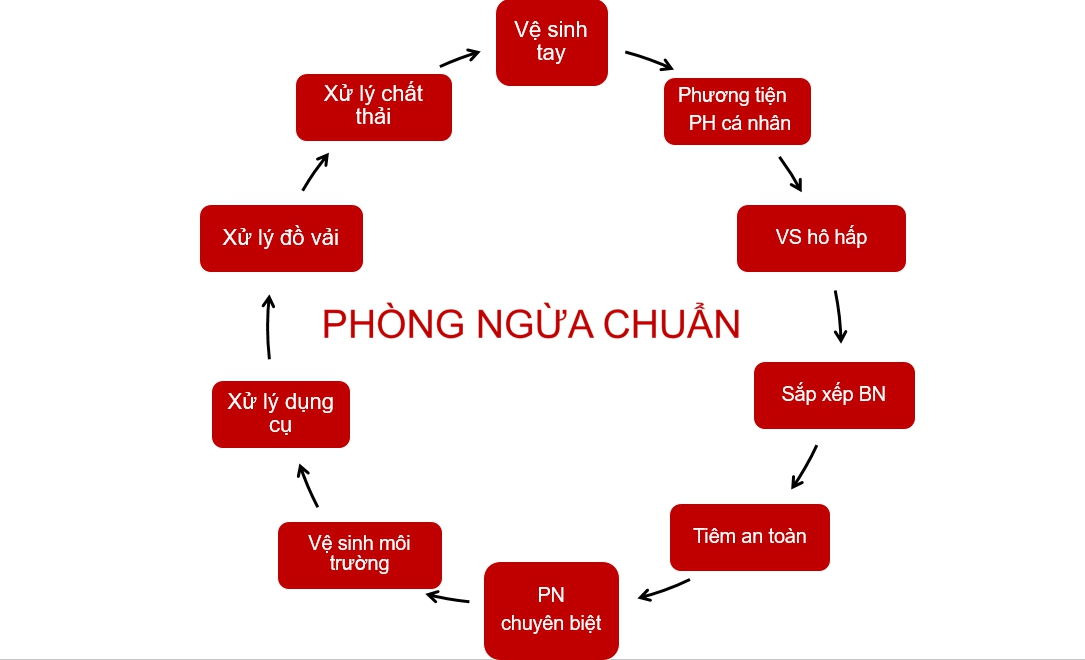 Vệ sinh
tay
Phương tiện
PH cá nhân
VS hô hấp
Sắp xếp BN
Tiêm an toàn
PN
chuyên biệt
Vệ sinh môi
trường
Xử lý dụng
cụ
Xử lý đồ vải
Xử lý chất
thải
PHÒNG NGỪA CHUẨN